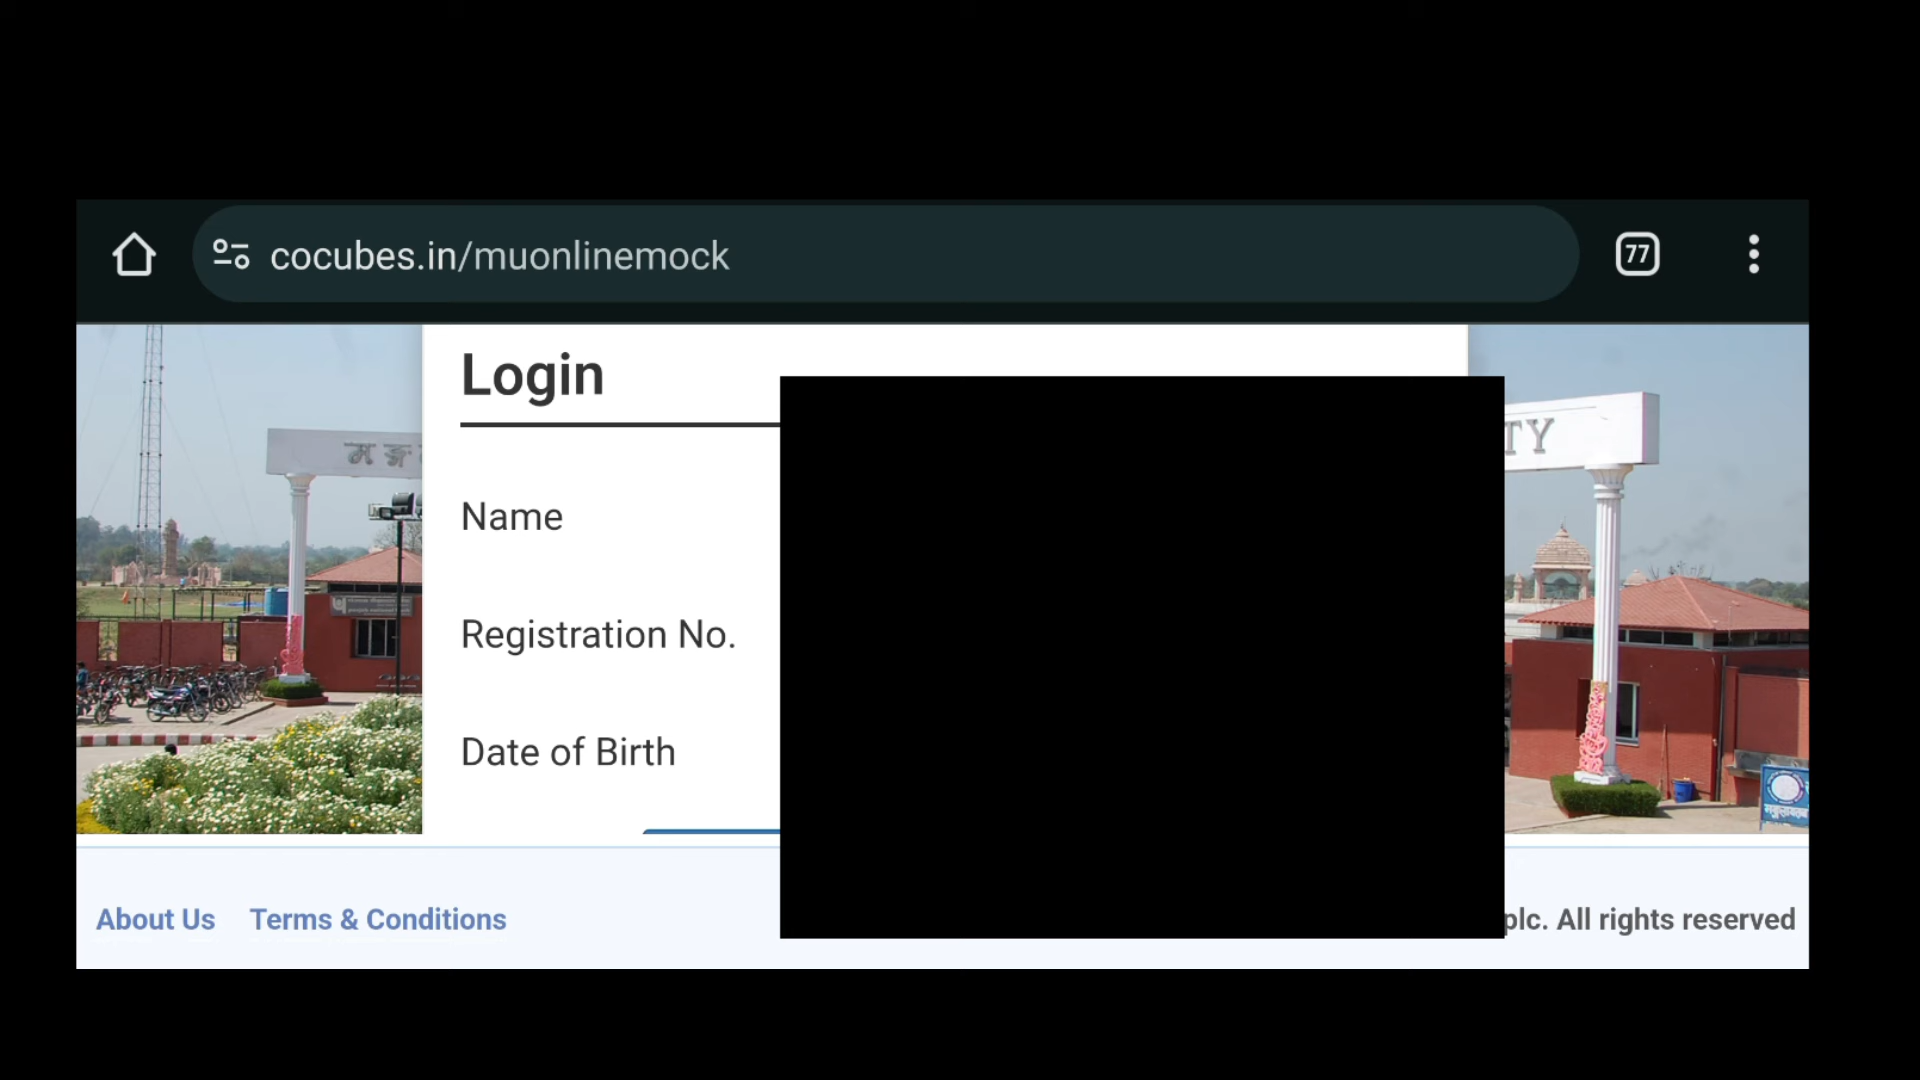 cocubes.in/muonlinemock
77
Login
TY
Name
Registration No.
Date of Birth
About Us Terms & Conditions
plc. All rights reserved